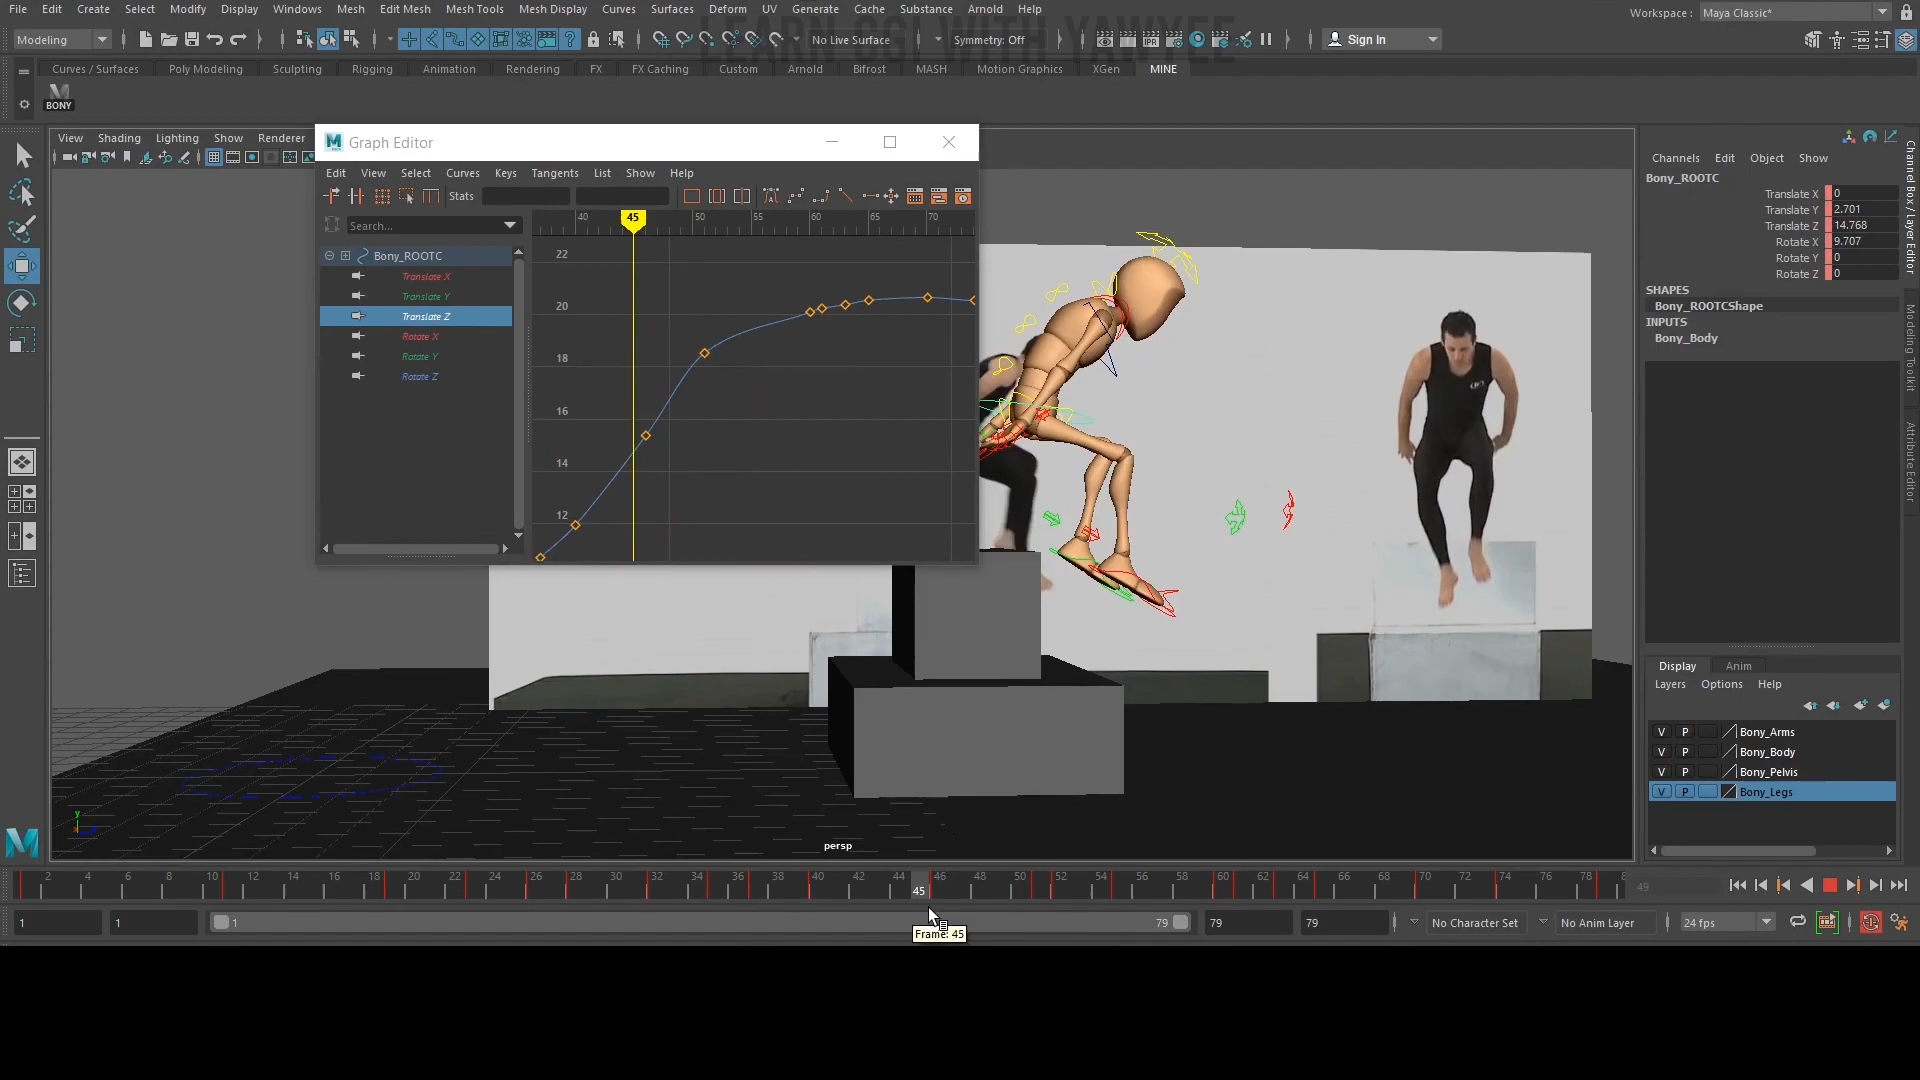 File Edit Create Select Modify Display Windows Mesh Edit Mesh Mesh Tools Mesh Display Curves Surfaces Deform UV Generate Cache Substance Arnold Help
Workspace : Maya Classic*
LEARN CGI WITH YAWYEE
Modeling
No Live Surface
Symmetry: Off
IPR
Sign In
Curves / Surfaces Poly Modeling Sculpting Rigging Animation Rendering FX FX Caching Custom Arnold Bifrost MASH Motion Graphics XGen MINE
BONY
View Shading Lighting Show Renderer
Graph Editor
Edit View Select Curves Keys Tangents List Show Help
Stats
Search...
40 45 50 55 60 65 70
Bony_ROOTC
Translate X
Translate Y
Translate Z
Rotate X
Rotate Y
Rotate Z
22
20
18
16
14
12
Channels Edit Object Show
Bony_ROOTC
Translate X 0
Translate Y 2.701
Translate Z 14.768
Rotate X 9.707
Rotate Y 0
Rotate Z 0
SHAPES
Bony_ROOTCShape
INPUTS
Bony_Body
Channel Box / Layer Editor
Modeling Toolkit
Attribute Editor
Display Anim
Layers Options Help
V P Bony_Arms
V P Bony_Body
V P Bony_Pelvis
V P Bony_Legs
y
persp
2 4 6 8 10 12 14 16 18 20 22 24 26 28 30 32 34 36 38 40 42 44 45 46 48 50 52 54 56 58 60 62 64 66 68 70 72 74 76 78 8
49
1 1 1 79 79 79
No Character Set
No Anim Layer
24 fps
Frame: 45